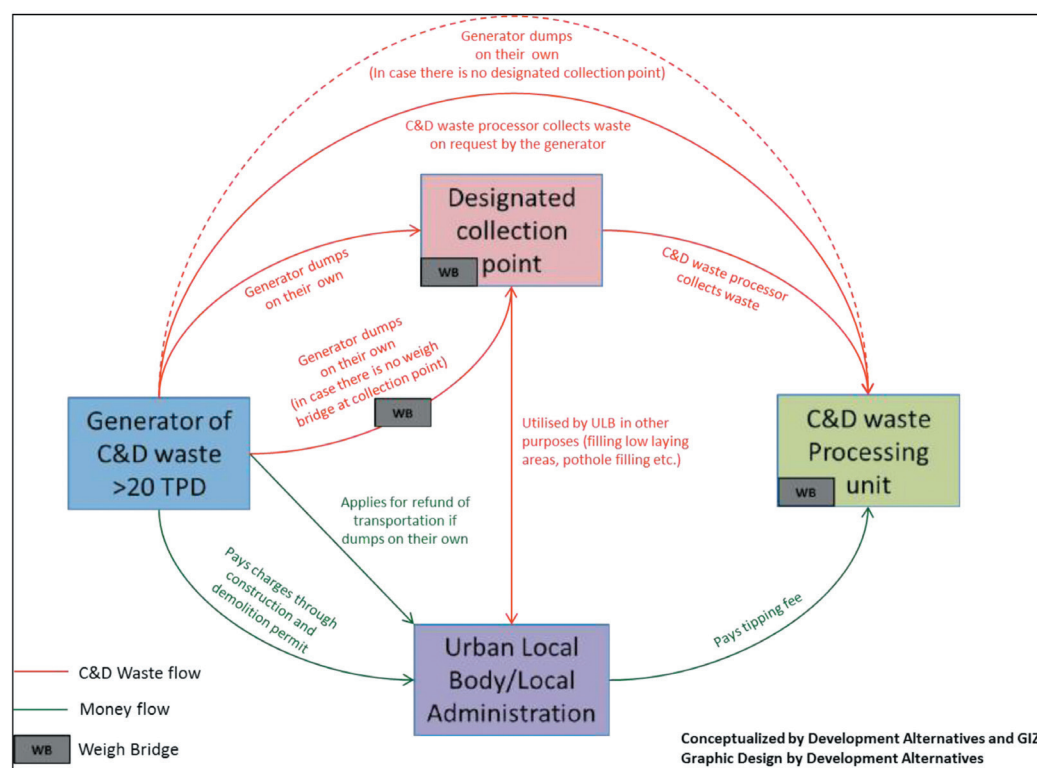 Generator dumps
on their own
(In case there is no designated collection point)
C&D waste processor collects waste
on request by the generator
Designated
collection
point
WB
Generator dumps
on their own
C&D waste processor
collects waste
Generator dumps
on their own
(in case there is no weigh
bridge at collection point)
WB
Generator of
C&D waste
>20 TPD
Utilised by ULB in other
purposes (filling low laying
areas, pothole filling etc.)
C&D waste
Processing
unit
WB
Applies for refund of
transportation if
dumps on their own
Pays charges through
construction and
demolition permit
Urban Local
Body/Local
Administration
Pays tipping fee
C&D Waste flow
Money flow
WB
Weigh Bridge
Conceptualized by Development Alternatives and GIZ
Graphic Design by Development Alternatives